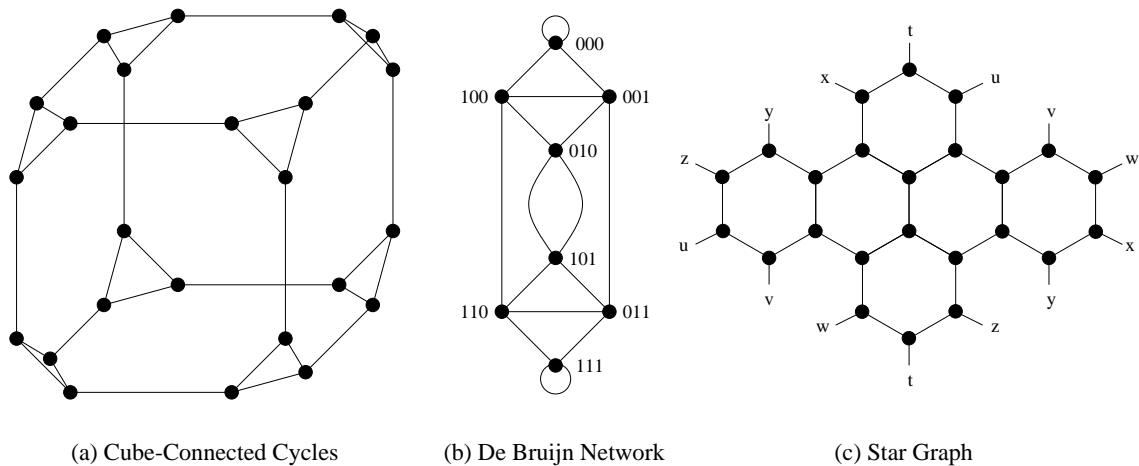 000
100 001
010
101
110 011
111
t
x u
y v
z w
u x
v y
w z
t
(a) Cube-Connected Cycles (b) De Bruijn Network (c) Star Graph